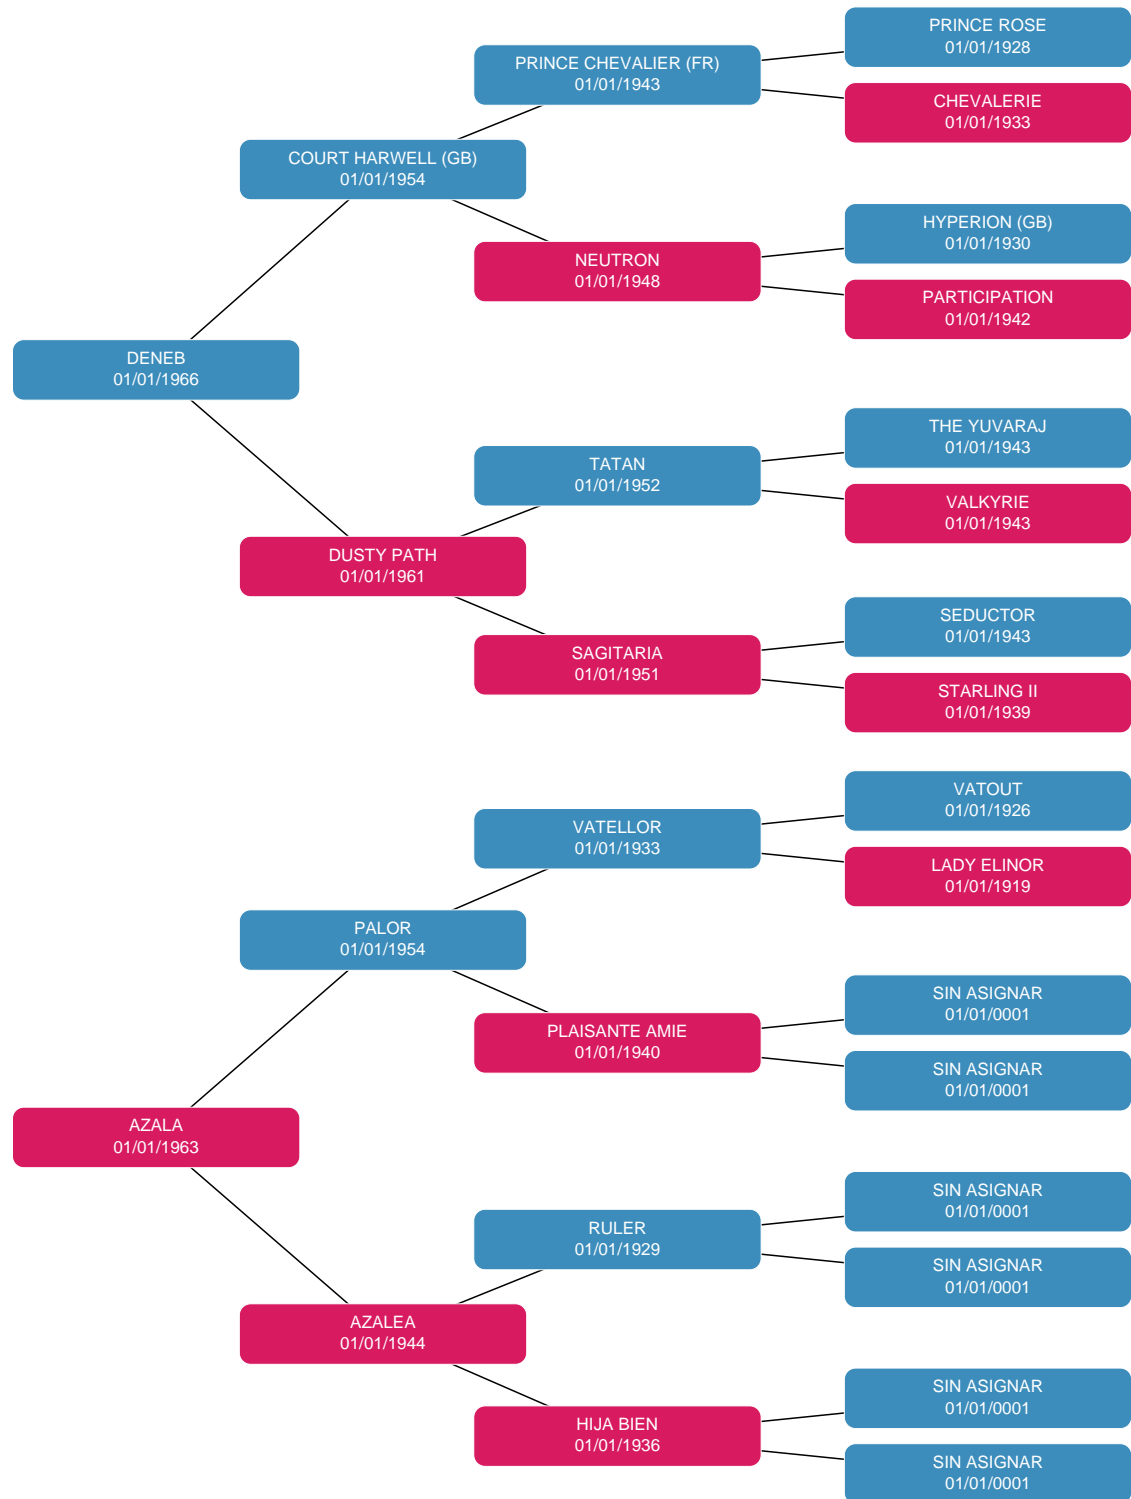 PRINCE ROSE
01/01/1928
PRINCE CHEVALIER (FR)
01/01/1943
CHEVALERIE
01/01/1933
COURT HARWELL (GB)
01/01/1954
HYPERION (GB)
01/01/1930
NEUTRON
01/01/1948
PARTICIPATION
01/01/1942
DENEB
01/01/1966
THE YUVARAJ
01/01/1943
TATAN
01/01/1952
VALKYRIE
01/01/1943
DUSTY PATH
01/01/1961
SEDUCTOR
01/01/1943
SAGITARIA
01/01/1951
STARLING II
01/01/1939
VATOUT
01/01/1926
VATELLOR
01/01/1933
LADY ELINOR
01/01/1919
PALOR
01/01/1954
SIN ASIGNAR
01/01/0001
PLAISANTE AMIE
01/01/1940
SIN ASIGNAR
01/01/0001
AZALA
01/01/1963
SIN ASIGNAR
01/01/0001
RULER
01/01/1929
SIN ASIGNAR
01/01/0001
AZALEA
01/01/1944
SIN ASIGNAR
01/01/0001
HIJA BIEN
01/01/1936
SIN ASIGNAR
01/01/0001